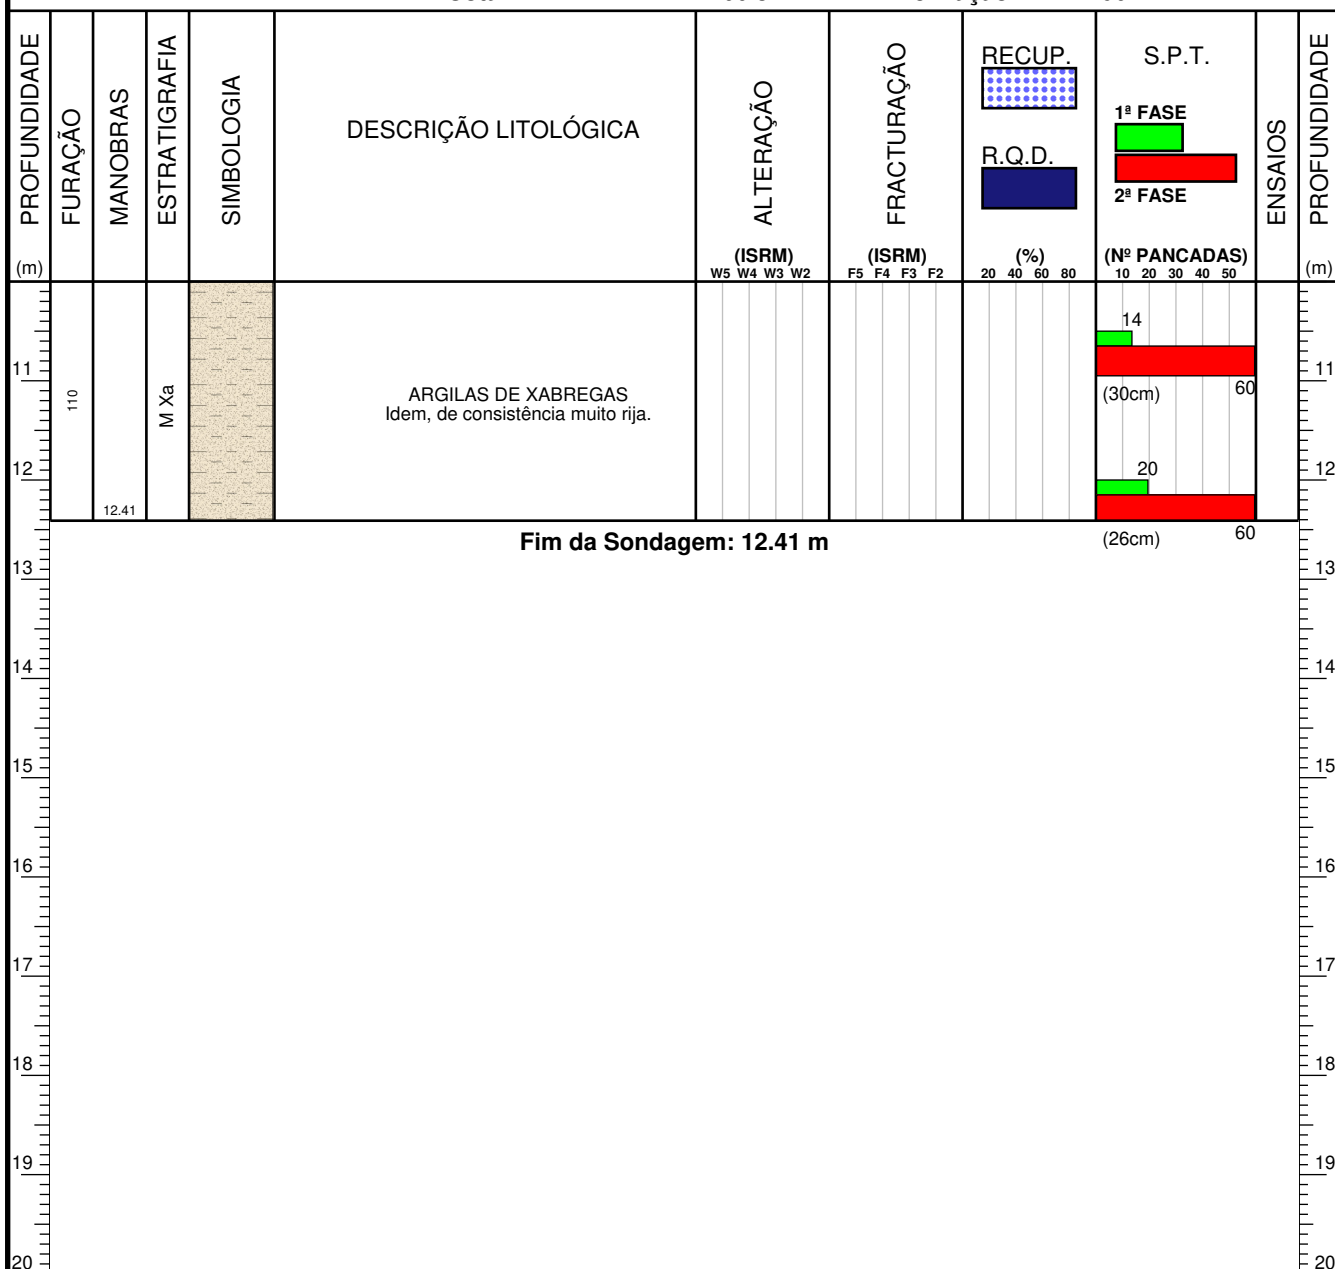 PROFUNDIDADE
(m)
FURAÇÃO
MANOBRAS
ESTRATIGRAFIA
SIMBOLOGIA
DESCRIÇÃO LITOLÓGICA
ALTERAÇÃO
(ISRM)
W5 W4 W3 W2
FRACTURAÇÃO
(ISRM)
F5 F4 F3 F2
RECUP.
R.Q.D.
(%)
20 40 60 80
S.P.T.
1ª FASE
2ª FASE
(Nº PANCADAS)
10 20 30 40 50
ENSAIOS
PROFUNDIDADE
(m)
14
11
110
M Xa
ARGILAS DE XABREGAS
Idem, de consistência muito rija.
(30cm)
60
11
12
20
12
12.41
Fim da Sondagem: 12.41 m
(26cm)
60
13
13
14
14
15
15
16
16
17
17
18
18
19
19
20
20